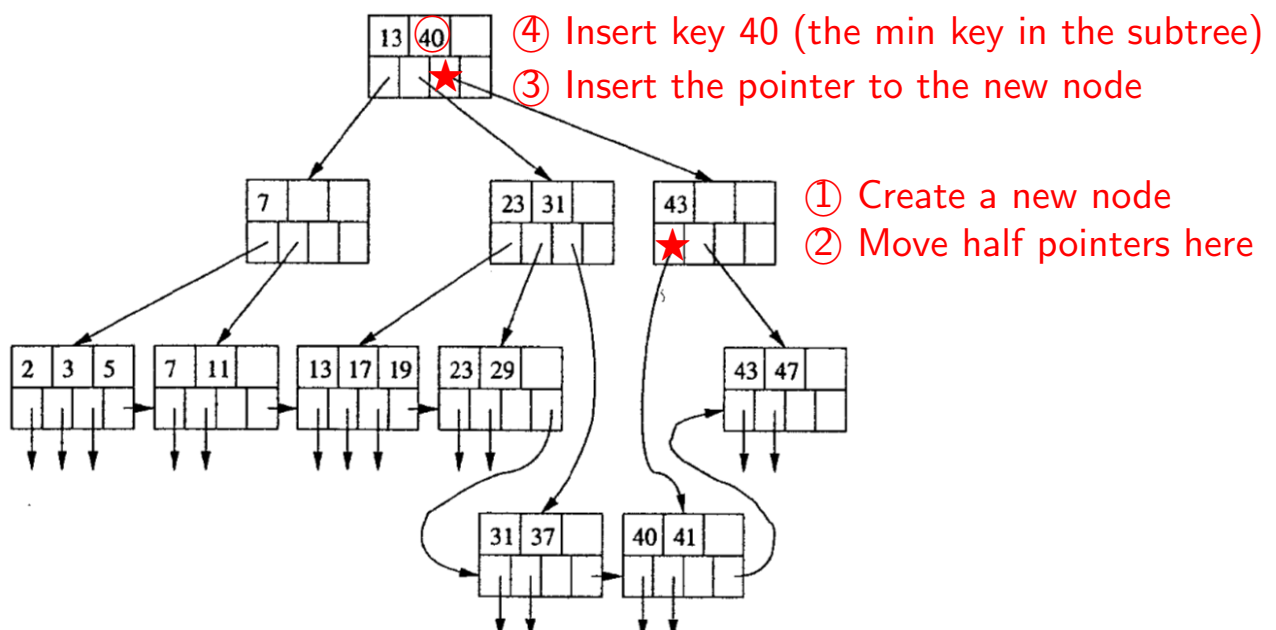 13 40 ④ Insert key 40 (the min key in the subtree)
③ Insert the pointer to the new node
7 23 31 43 ① Create a new node
② Move half pointers here
2 3 5 7 11 13 17 19 23 29 43 47
31 37 40 41